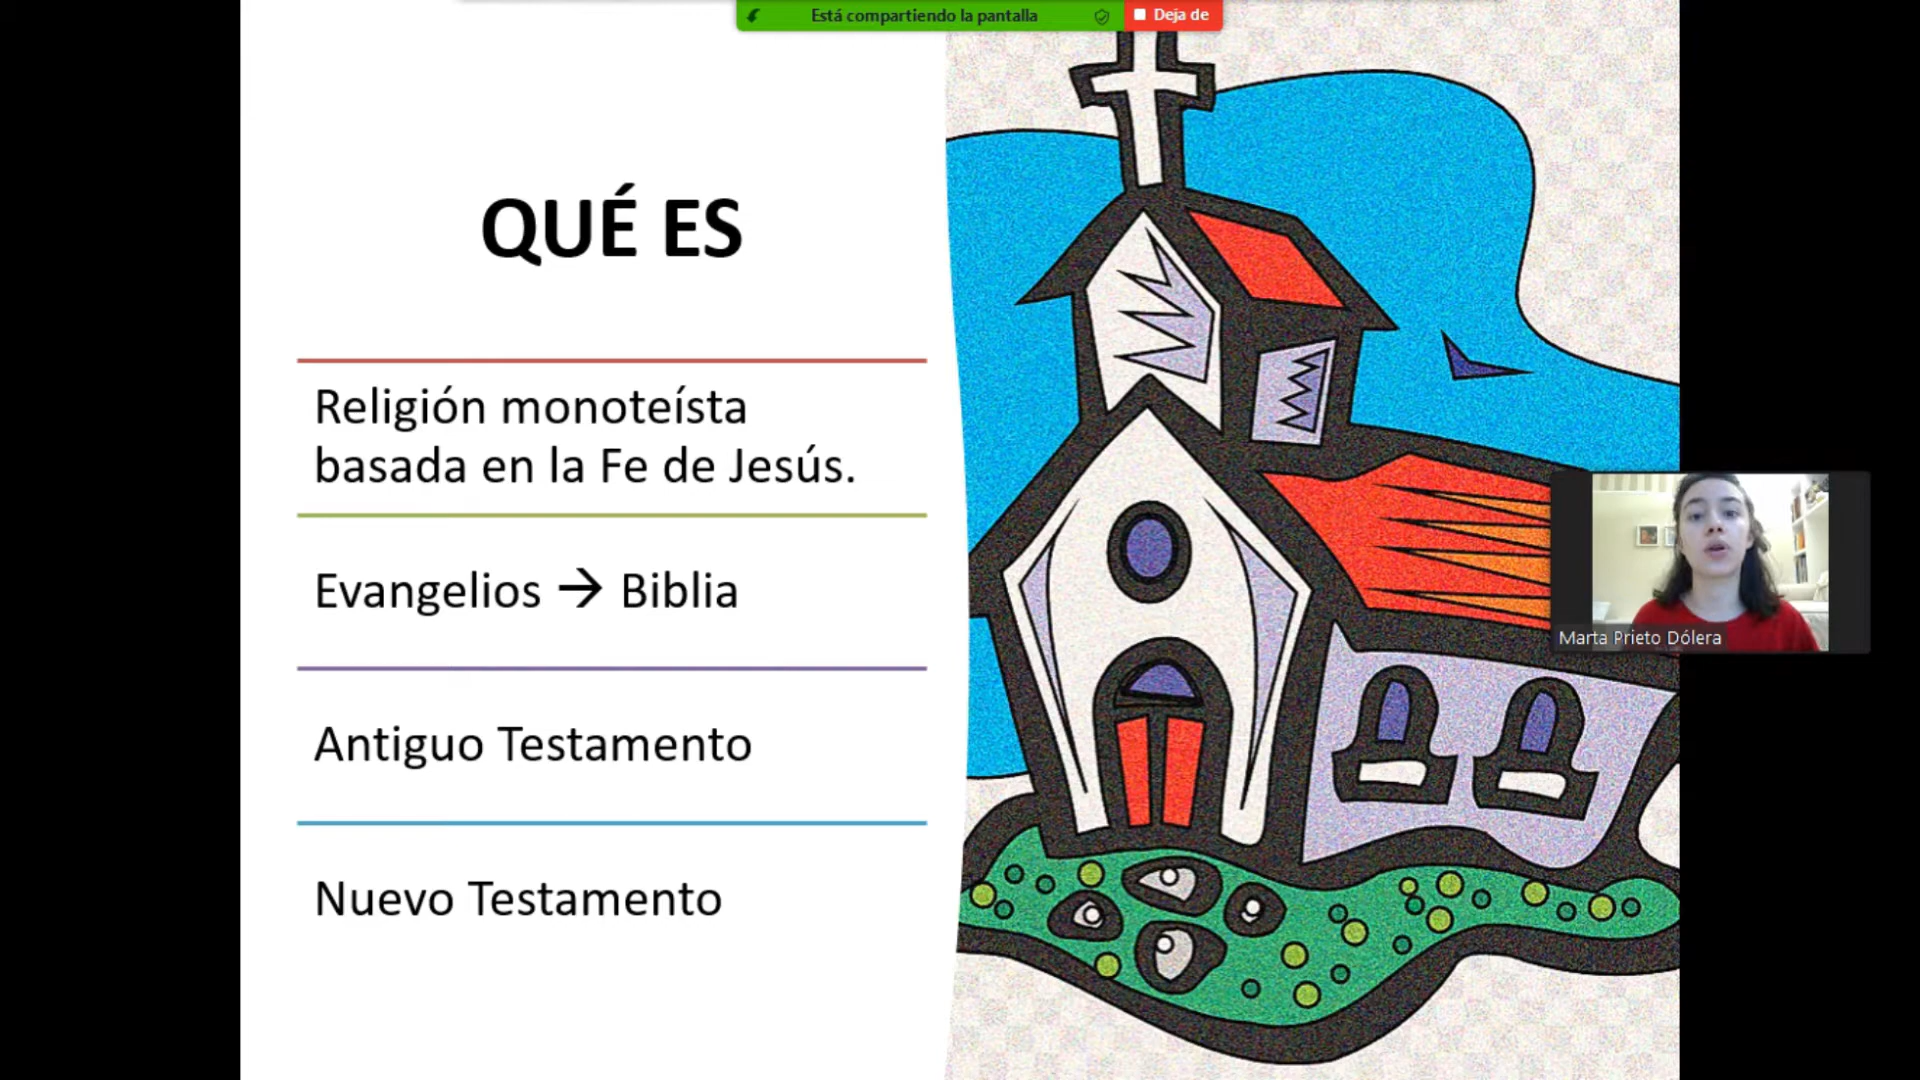 Está compartiendo la pantalla
Deja de
QUÉ ES
Religión monoteísta
basada en la Fe de Jesús.
Evangelios → Biblia
Antiguo Testamento
Nuevo Testamento
Marta Prieto Dólera